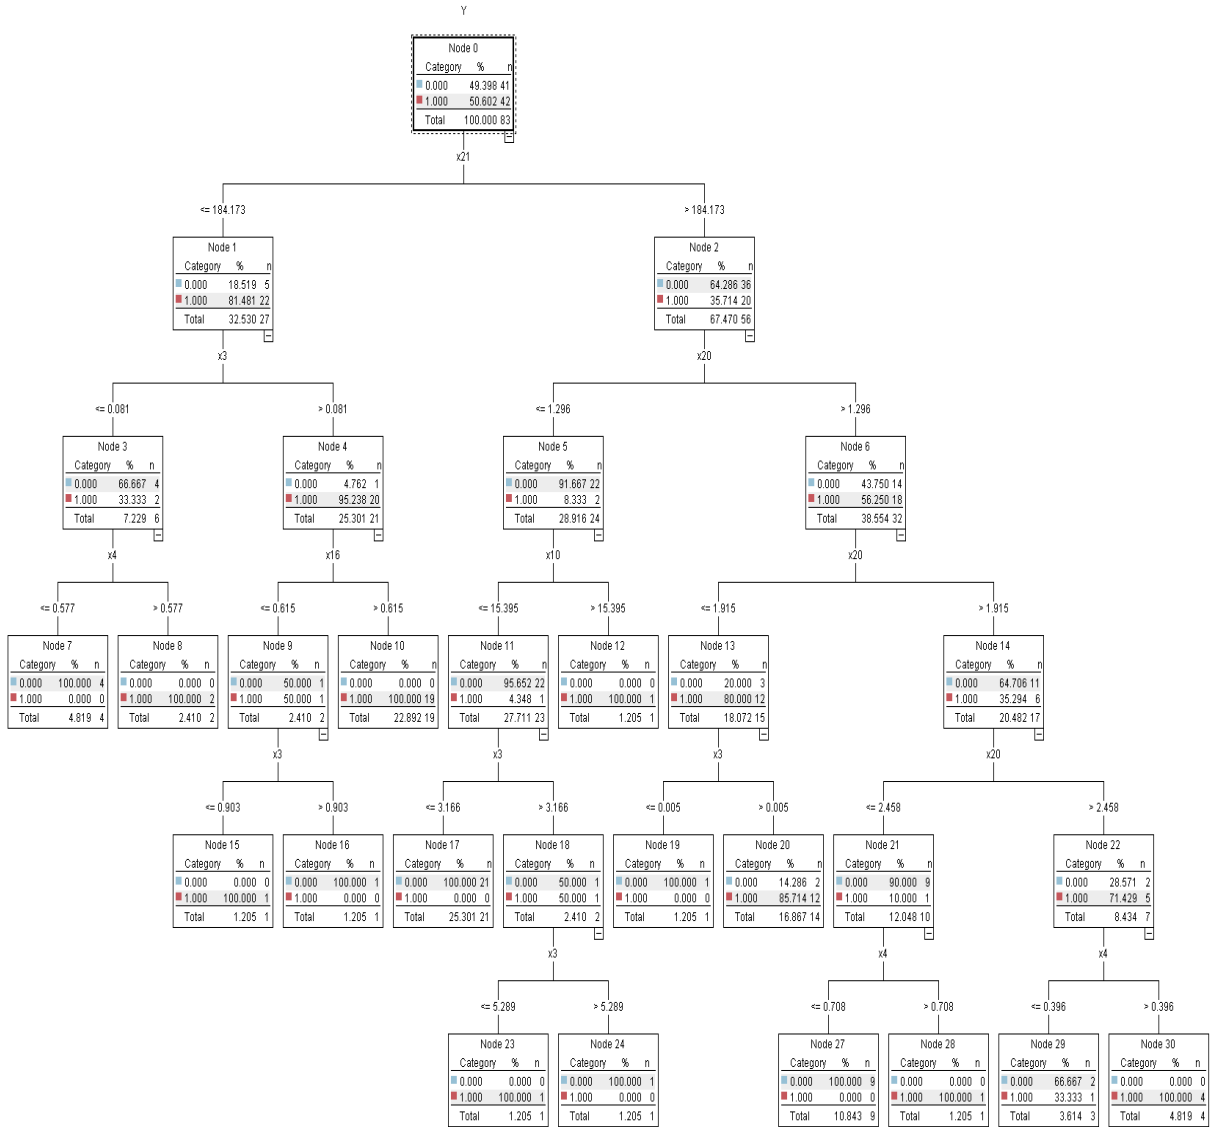 Y
Node 0
Category % n
0.000 49.398 41
1.000 50.602 42
Total 100.000 83
x21
<= 184.173
> 184.173
Node 1
Category % n
0.000 18.519 5
1.000 81.481 22
Total 32.530 27
Node 2
Category % n
0.000 64.286 36
1.000 35.714 20
Total 67.470 56
x3
x20
<= 0.081
> 0.081
<= 1.296
> 1.296
Node 3
Category % n
0.000 66.667 4
1.000 33.333 2
Total 7.229 6
Node 4
Category % n
0.000 4.762 1
1.000 95.238 20
Total 25.301 21
Node 5
Category % n
0.000 91.667 22
1.000 8.333 2
Total 28.916 24
Node 6
Category % n
0.000 43.750 14
1.000 56.250 18
Total 38.554 32
x4
x16
x10
x20
<= 0.577
> 0.577
<= 0.615
> 0.615
<= 15.395
> 15.395
<= 1.915
> 1.915
Node 7
Category % n
0.000 100.000 4
1.000 0.000 0
Total 4.819 4
Node 8
Category % n
0.000 0.000 0
1.000 100.000 2
Total 2.410 2
Node 9
Category % n
0.000 50.000 1
1.000 50.000 1
Total 2.410 2
Node 10
Category % n
0.000 0.000 0
1.000 100.000 19
Total 22.892 19
Node 11
Category % n
0.000 95.652 22
1.000 4.348 1
Total 27.711 23
Node 12
Category % n
0.000 0.000 0
1.000 100.000 1
Total 1.205 1
Node 13
Category % n
0.000 20.000 3
1.000 80.000 12
Total 18.072 15
Node 14
Category % n
0.000 64.706 11
1.000 35.294 6
Total 20.482 17
x3
x3
x3
x20
<= 0.903
> 0.903
<= 3.166
> 3.166
<= 0.005
> 0.005
<= 2.458
> 2.458
Node 15
Category % n
0.000 0.000 0
1.000 100.000 1
Total 1.205 1
Node 16
Category % n
0.000 100.000 1
1.000 0.000 0
Total 1.205 1
Node 17
Category % n
0.000 100.000 21
1.000 0.000 0
Total 25.301 21
Node 18
Category % n
0.000 50.000 1
1.000 50.000 1
Total 2.410 2
Node 19
Category % n
0.000 100.000 1
1.000 0.000 0
Total 1.205 1
Node 20
Category % n
0.000 14.286 2
1.000 85.714 12
Total 16.867 14
Node 21
Category % n
0.000 90.000 9
1.000 10.000 1
Total 12.048 10
Node 22
Category % n
0.000 28.571 2
1.000 71.429 5
Total 8.434 7
x3
x4
x4
<= 5.289
> 5.289
<= 0.708
> 0.708
<= 0.396
> 0.396
Node 23
Category % n
0.000 0.000 0
1.000 100.000 1
Total 1.205 1
Node 24
Category % n
0.000 100.000 1
1.000 0.000 0
Total 1.205 1
Node 27
Category % n
0.000 100.000 9
1.000 0.000 0
Total 10.843 9
Node 28
Category % n
0.000 0.000 0
1.000 100.000 1
Total 1.205 1
Node 29
Category % n
0.000 66.667 2
1.000 33.333 1
Total 3.614 3
Node 30
Category % n
0.000 0.000 0
1.000 100.000 4
Total 4.819 4